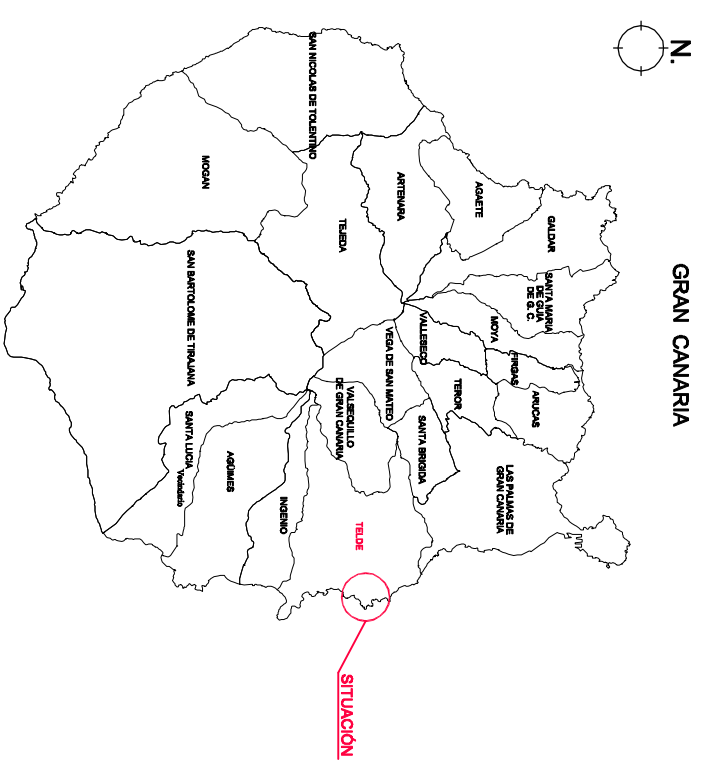 N.
GRAN CANARIA
GALDAR
SANTA MARIA
DE GUIA
DE G. C.
AGAETE
MOYA
FIRGAS
ARUCAS
LAS PALMAS DE
GRAN CANARIA
TEROR
VALLESECO
ARTENARA
SANTA BRIGIDA
VEGA DE SAN MATEO
SAN NICOLAS DE TOLENTINO
TEJEDA
VALSEQUILLO
DE GRAN CANARIA
TELDE
SITUACIÓN
INGENIO
AGÜIMES
MOGAN
SAN BARTOLOME DE TIRAJANA
SANTA LUCIA
Vecindario